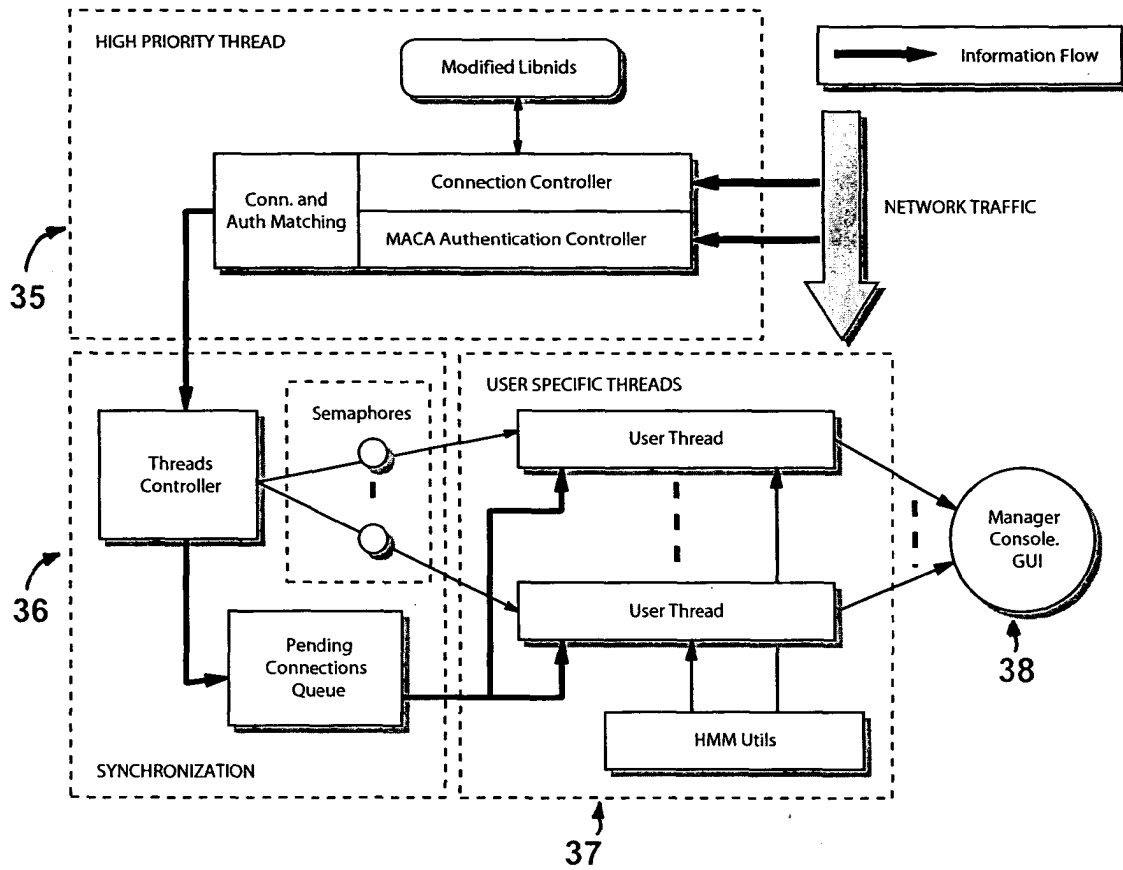 HIGH PRIORITY THREAD
Modified Libnids
Information Flow
Conn. and
Auth Matching
Connection Controller
MACA Authentication Controller
NETWORK TRAFFIC
35
Semaphores
USER SPECIFIC THREADS
User Thread
Threads
Controller
Manager
Console.
GUI
36
User Thread
Pending
Connections
Queue
38
HMM Utils
SYNCHRONIZATION
37